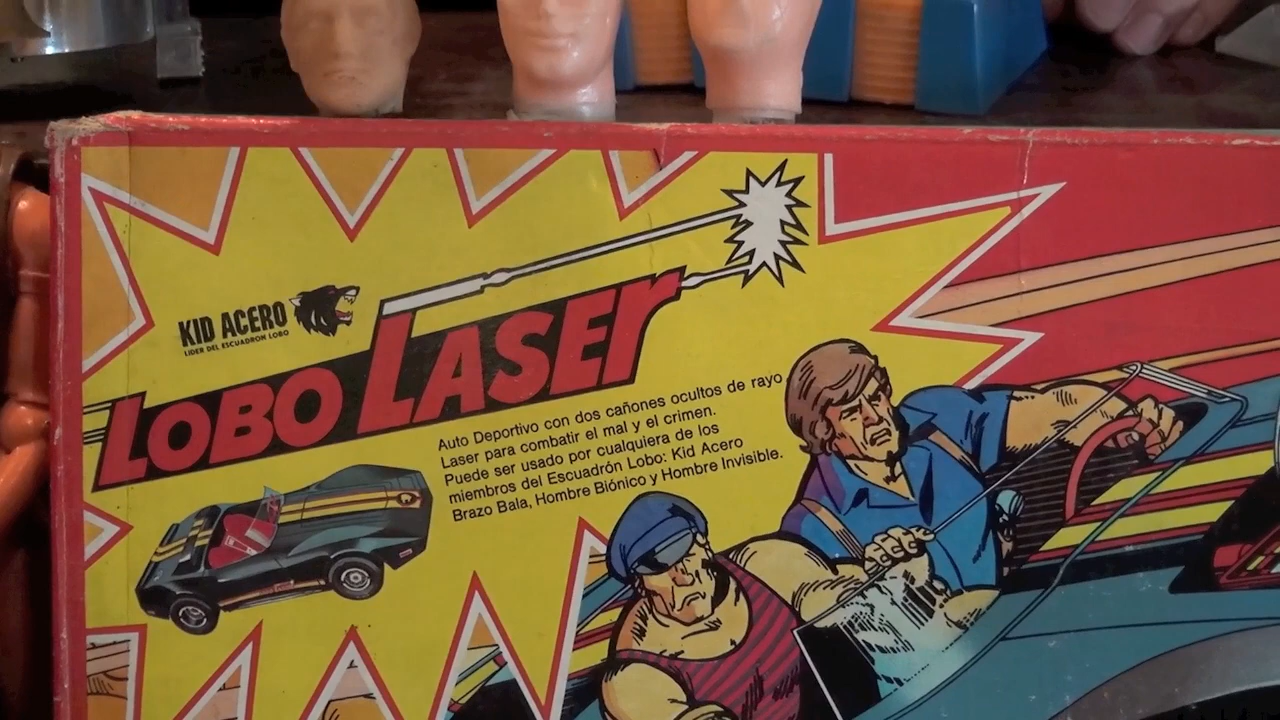 KID ACERO
LIDER DEL ESCUADRON LOBO
LOBO LASER
Auto Deportivo con dos cañones ocultos de rayo
Laser para combatir el mal y el crimen.
Puede ser usado por cualquiera de los
miembros del Escuadrón Lobo: Kid Acero
Brazo Bala, Hombre Biónico y Hombre Invisible.